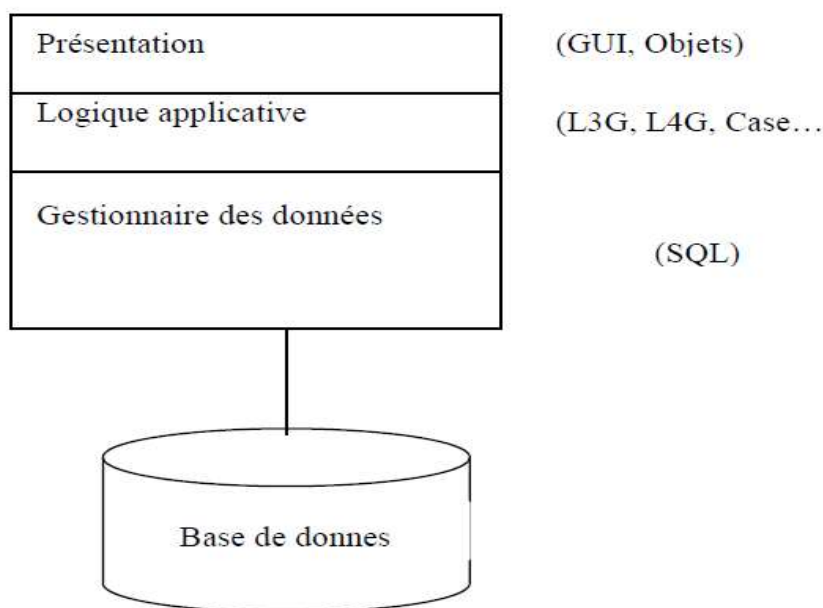 Présentation (GUI, Objets)
Logique applicative (L3G, L4G, Case…
Gestionnaire des données
(SQL)
Base de donnes